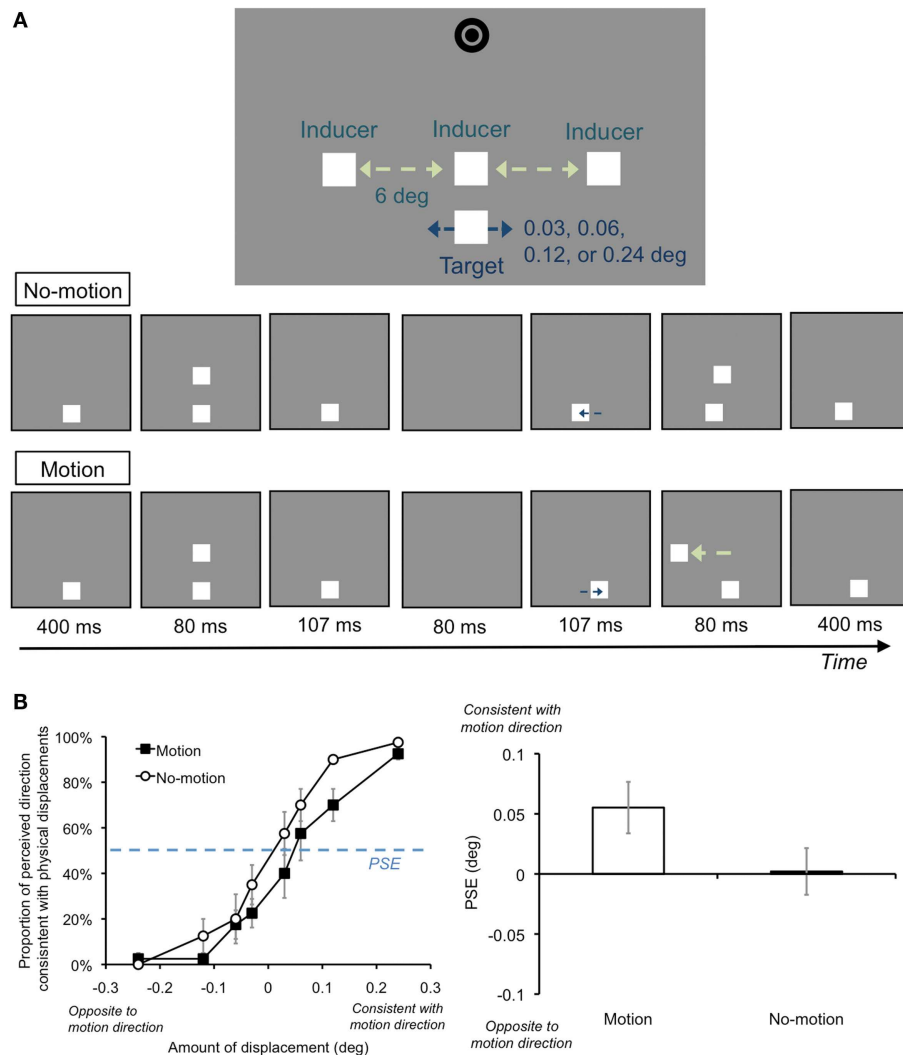 A
Inducer Inducer Inducer
6 deg
0.03, 0.06,
0.12, or 0.24 deg
Target
No-motion
Motion
400 ms 80 ms 107 ms 80 ms 107 ms 80 ms 400 ms
Time
B
Proportion of perceived direction
consisntent with physical displacements
100%
80%
60%
40%
20%
0%
Motion
No-motion
PSE
-0.3 -0.2 -0.1 0 0.1 0.2 0.3
Opposite to
motion direction
Consistent with
motion direction
Amount of displacement (deg)
Consistent with
motion direction
PSE (deg)
0.1
0.05
0
-0.05
-0.1
Opposite to
motion direction
Motion No-motion